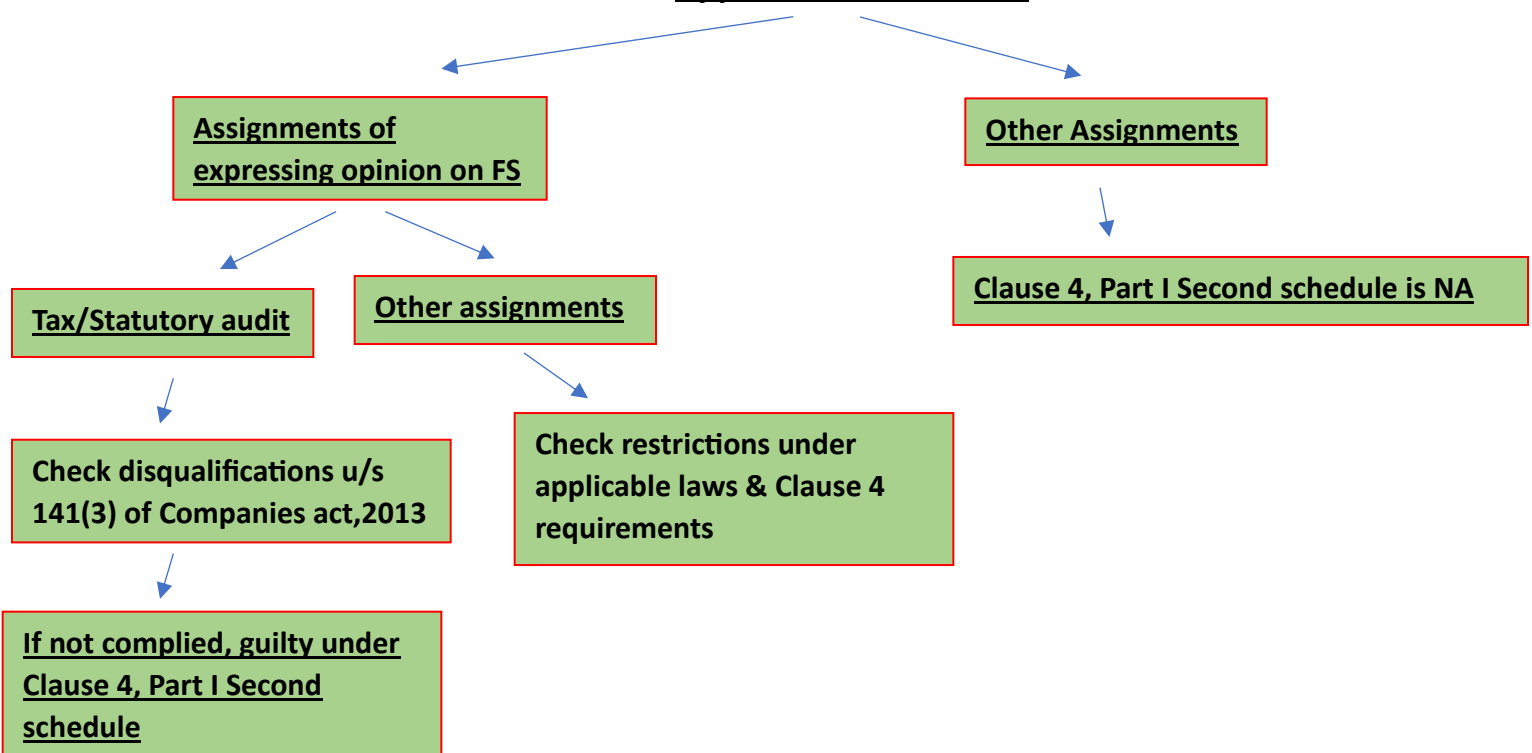 Assignments of
expressing opinion on FS
Other Assignments
Tax/Statutory audit
Other assignments
Clause 4, Part I Second schedule is NA
Check disqualifications u/s
141(3) of Companies act,2013
Check restrictions under
applicable laws & Clause 4
requirements
If not complied, guilty under
Clause 4, Part I Second
schedule